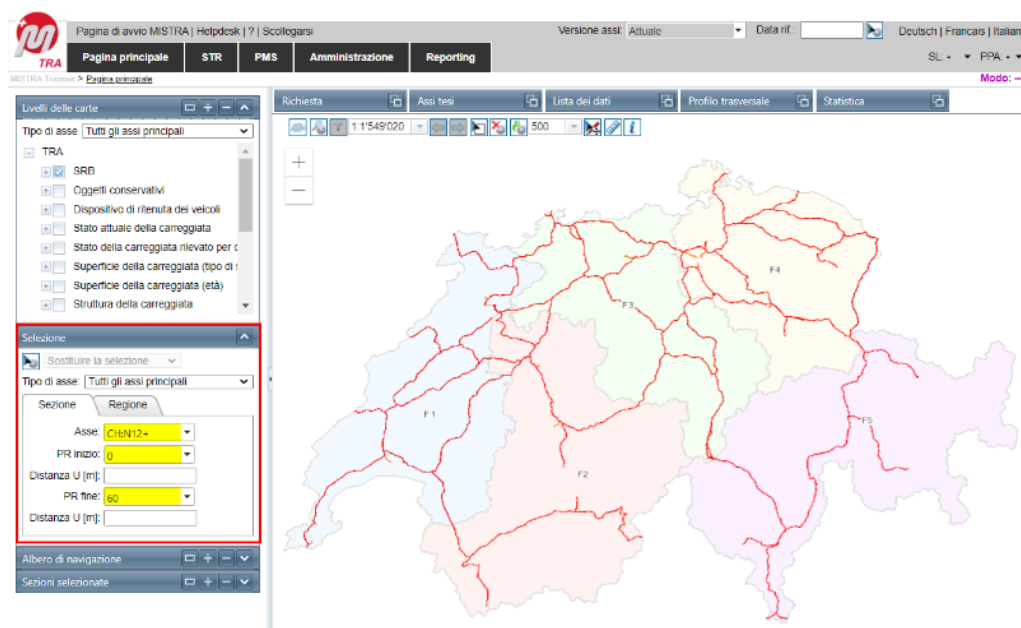 Pagina di avvio MISTRA | Helpdesk | ? | Scollegarsi
Versione assi: Attuale
Data rif.:
Deutsch | Francais | Italian
TRA
Pagina principale STR PMS Amministrazione Reporting
SL: - PPA: -
MISTRA Trassee > Pagina principale
Modo: --
Livelli delle carte
Richiesta Assi tesi Lista dei dati Profilo trasversale Statistica
Tipo di asse Tutti gli assi principali
1:1'549'020 500
TRA
SRB
Oggetti conservativi
Dispositivo di ritenuta dei veicoli
Stato attuale della carreggiata
Stato della carreggiata rilevato per c
Superficie della carreggiata (tipo di
Superficie della carreggiata (età)
Struttura della carreggiata
Selezione
Sostituire la selezione
Tipo di asse: Tutti gli assi principali
Sezione Regione
Asse: CH:N12+
PR inizio: 0
Distanza U [m]:
PR fine: 60
Distanza U [m]:
Albero di navigazione
Sezioni selezionate
F4
F3
F1
F5
F2